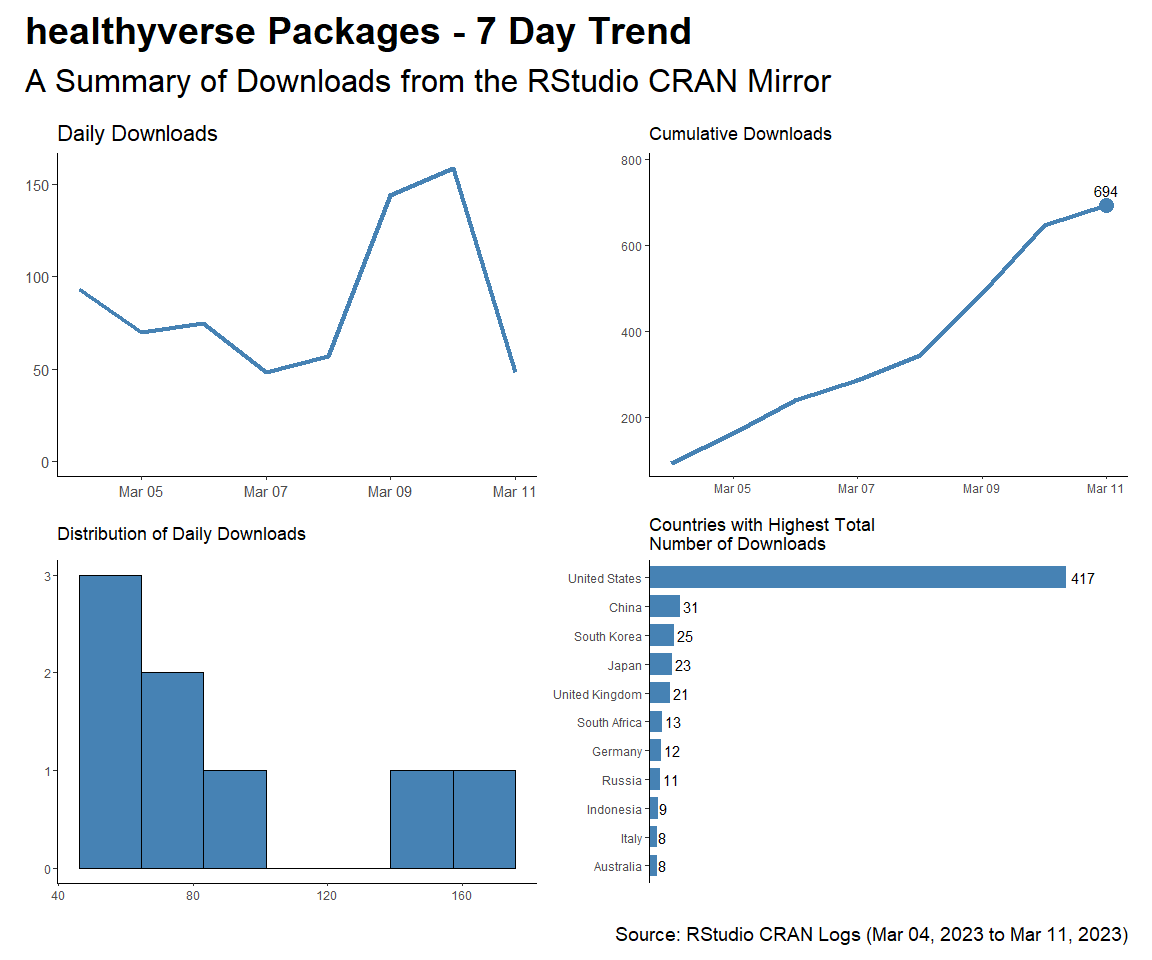 healthyverse Packages - 7 Day Trend
A Summary of Downloads from the RStudio CRAN Mirror
Daily Downloads
150
100
50
0
Mar 05 Mar 07 Mar 09 Mar 11
Cumulative Downloads
800
600
400
200
694
Mar 05 Mar 07 Mar 09 Mar 11
Distribution of Daily Downloads
3
2
1
0
40 80 120 160
Countries with Highest Total
Number of Downloads
United States 417
China 31
South Korea 25
Japan 23
United Kingdom 21
South Africa 13
Germany 12
Russia 11
Indonesia 9
Italy 8
Australia 8
Source: RStudio CRAN Logs (Mar 04, 2023 to Mar 11, 2023)